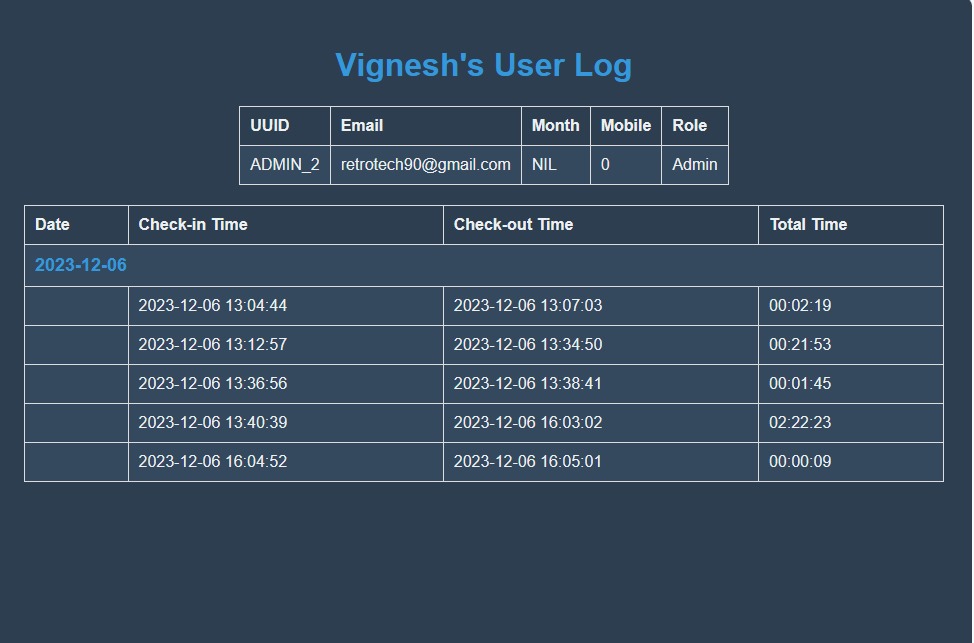 Vignesh's User Log
UUID Email Month Mobile Role
ADMIN_2 retrotech90@gmail.com NIL 0 Admin
Date Check-in Time Check-out Time Total Time
2023-12-06
2023-12-06 13:04:44 2023-12-06 13:07:03 00:02:19
2023-12-06 13:12:57 2023-12-06 13:34:50 00:21:53
2023-12-06 13:36:56 2023-12-06 13:38:41 00:01:45
2023-12-06 13:40:39 2023-12-06 16:03:02 02:22:23
2023-12-06 16:04:52 2023-12-06 16:05:01 00:00:09